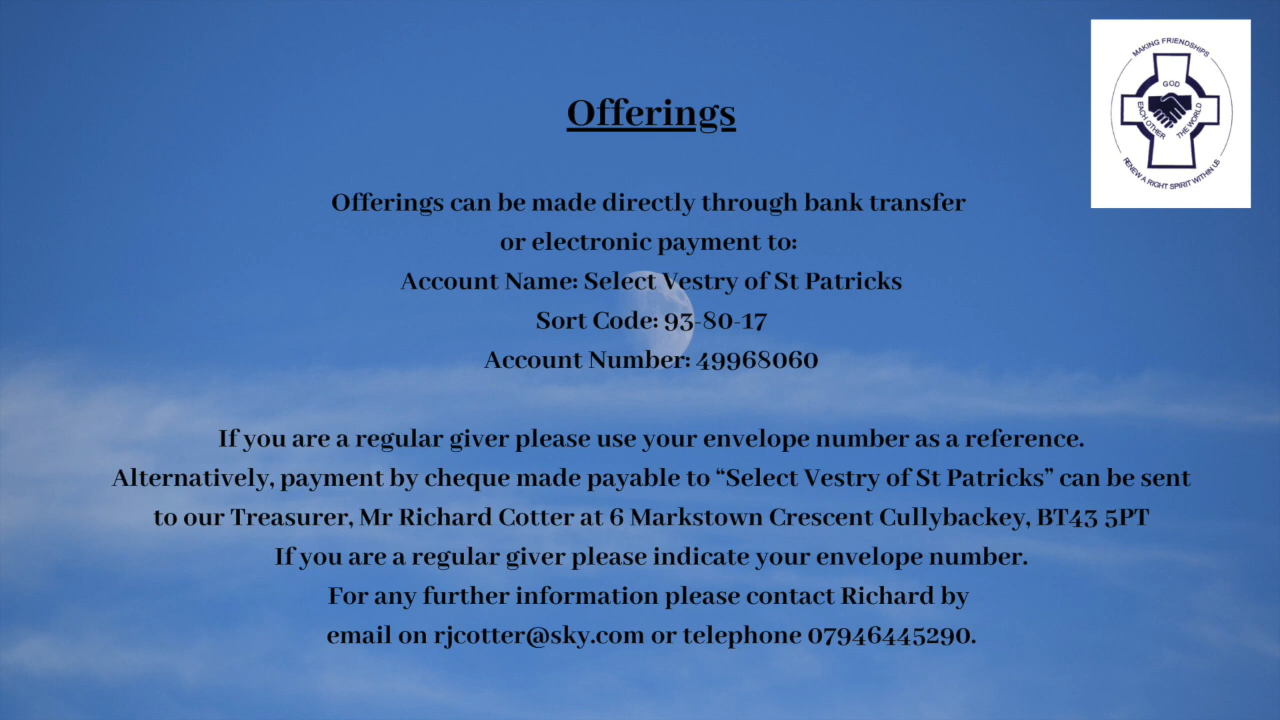 Offerings
Offerings can be made directly through bank transfer
or electronic payment to:
Account Name: Select Vestry of St Patricks
Sort Code: 93-80-17
Account Number: 49968060
If you are a regular giver please use your envelope number as a reference.
Alternatively, payment by cheque made payable to “Select Vestry of St Patricks” can be sent
to our Treasurer, Mr Richard Cotter at 6 Markstown Crescent Cullybackey, BT43 5PT
If you are a regular giver please indicate your envelope number.
For any further information please contact Richard by
email on rjcotter@sky.com or telephone 07946445290.
MAKING FRIENDSHIPS
GOD
EACH OTHER
THE WORLD
RENEW A RIGHT SPIRIT WITHIN US